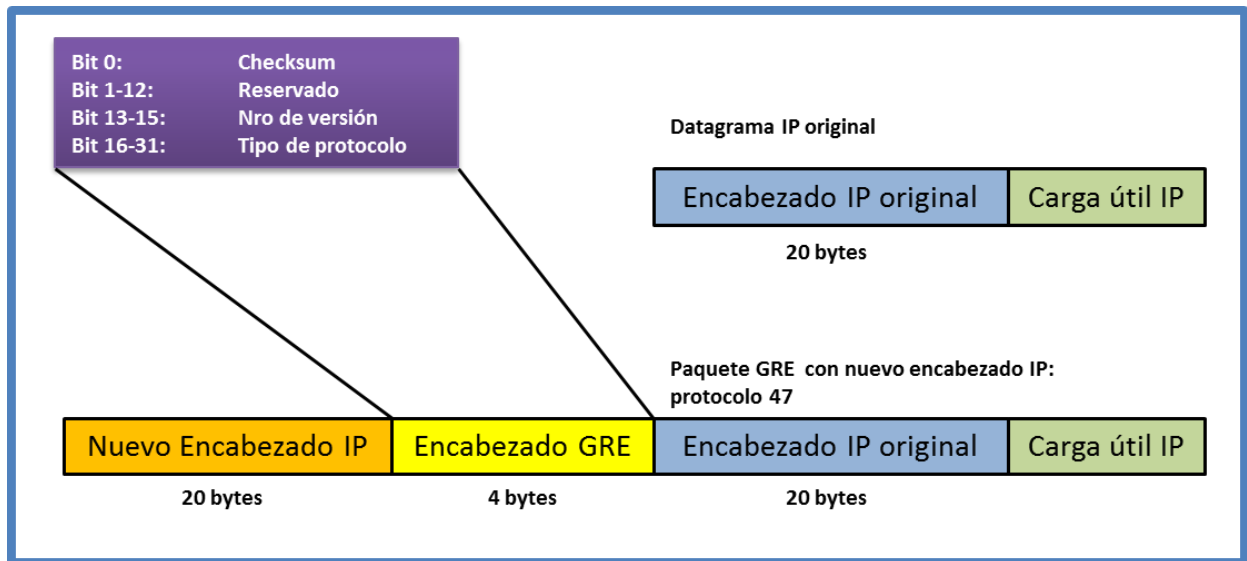 Bit 0: Checksum
Bit 1-12: Reservado
Bit 13-15: Nro de versión
Bit 16-31: Tipo de protocolo
Datagrama IP original
Encabezado IP original Carga útil IP
20 bytes
Paquete GRE con nuevo encabezado IP:
protocolo 47
Nuevo Encabezado IP Encabezado GRE Encabezado IP original Carga útil IP
20 bytes 4 bytes 20 bytes